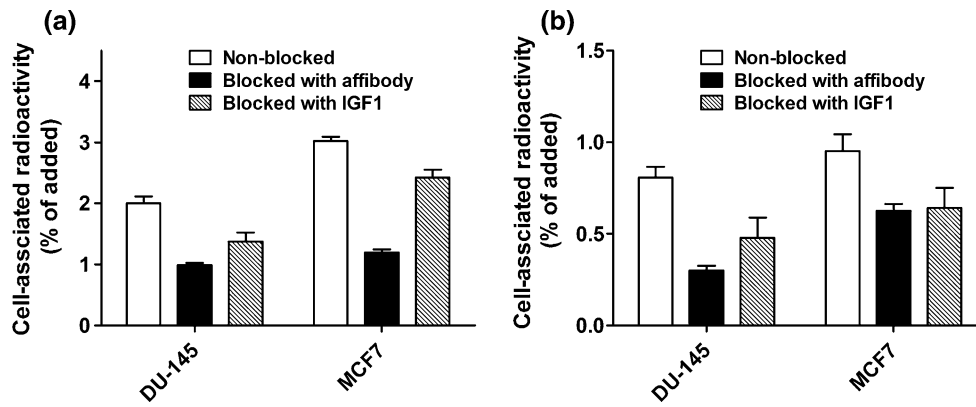 (a)
Cell-assciated radioactivity
(% of added)
4
3
2
1
0
Non-blocked
Blocked with affibody
Blocked with IGF1
DU-145
MCF7
(b)
Cell-assciated radioactivity
(% of added)
1.5
1.0
0.5
0.0
Non-blocked
Blocked with affibody
Blocked with IGF1
DU-145
MCF7